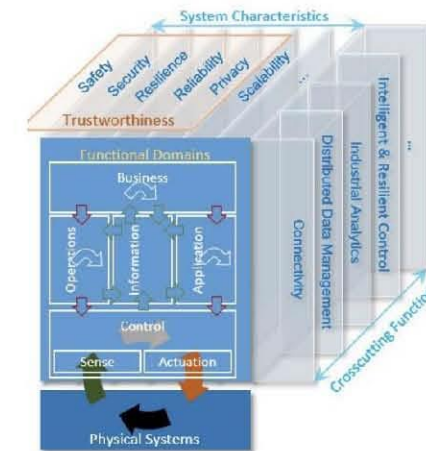 System Characteristics
Safety
Security
Resilience
Reliability
Privacy
Scalability
...
Trustworthiness
Functional Domains
Business
Operations
Information
Application
Control
Sense
Actuation
Physical Systems
Connectivity
Distributed Data Management
Industrial Analytics
Intelligent & Resilient Control
...
Crosscutting Function